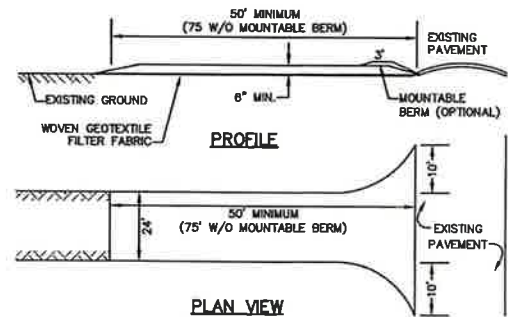 50' MINIMUM
(75 W/O MOUNTABLE BERM)
EXISTING
PAVEMENT
3'
EXISTING GROUND
6" MIN.
MOUNTABLE
BERM (OPTIONAL)
WOVEN GEOTEXTILE
FILTER FABRIC
PROFILE
10'
24'
50' MINIMUM
(75' W/O MOUNTABLE BERM)
EXISTING
PAVEMENT
10'
PLAN VIEW